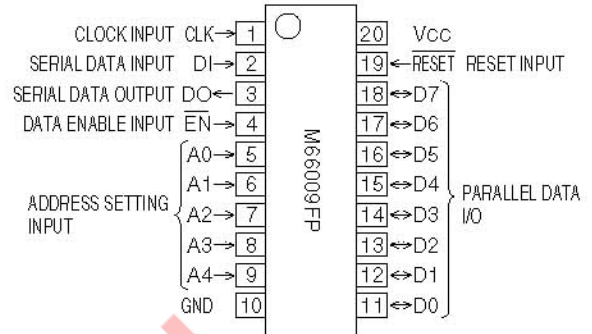 CLOCK INPUT CLK→ 1 20 Vcc
SERIAL DATA INPUT DI→ 2 19 ←RESET RESET INPUT
SERIAL DATA OUTPUT DO← 3 18 ↔D7
DATA ENABLE INPUT EN→ 4 17 ↔D6
A0→ 5 16 ↔D5
A1→ 6 15 ↔D4
ADDRESS SETTING INPUT A2→ 7 14 ↔D3 PARALLEL DATA I/O
A3→ 8 13 ↔D2
A4→ 9 12 ↔D1
GND 10 11 ↔D0
M66009FP